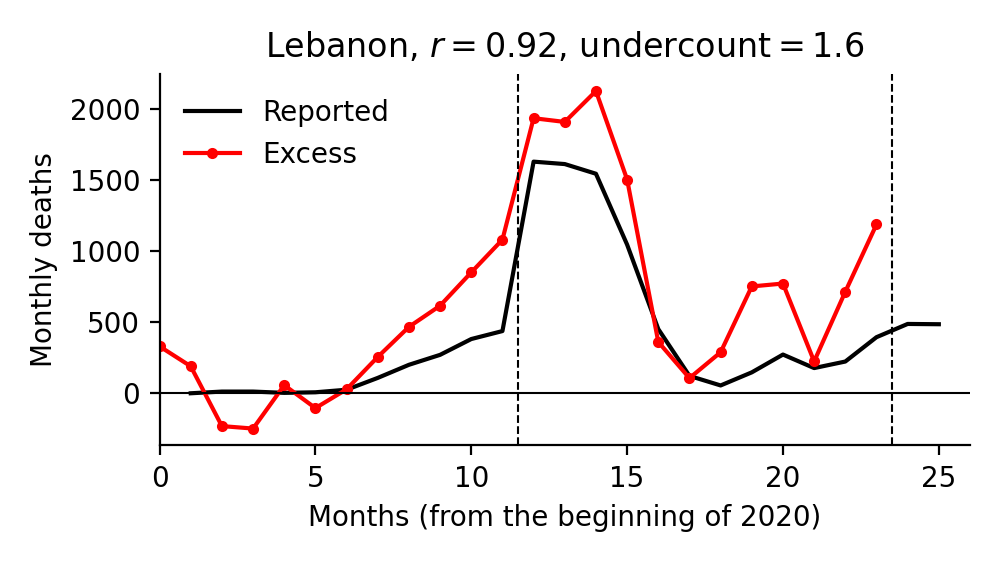 Lebanon, r = 0.92, undercount = 1.6
Reported
Excess
Monthly deaths
2000
1500
1000
500
0
0 5 10 15 20 25
Months (from the beginning of 2020)